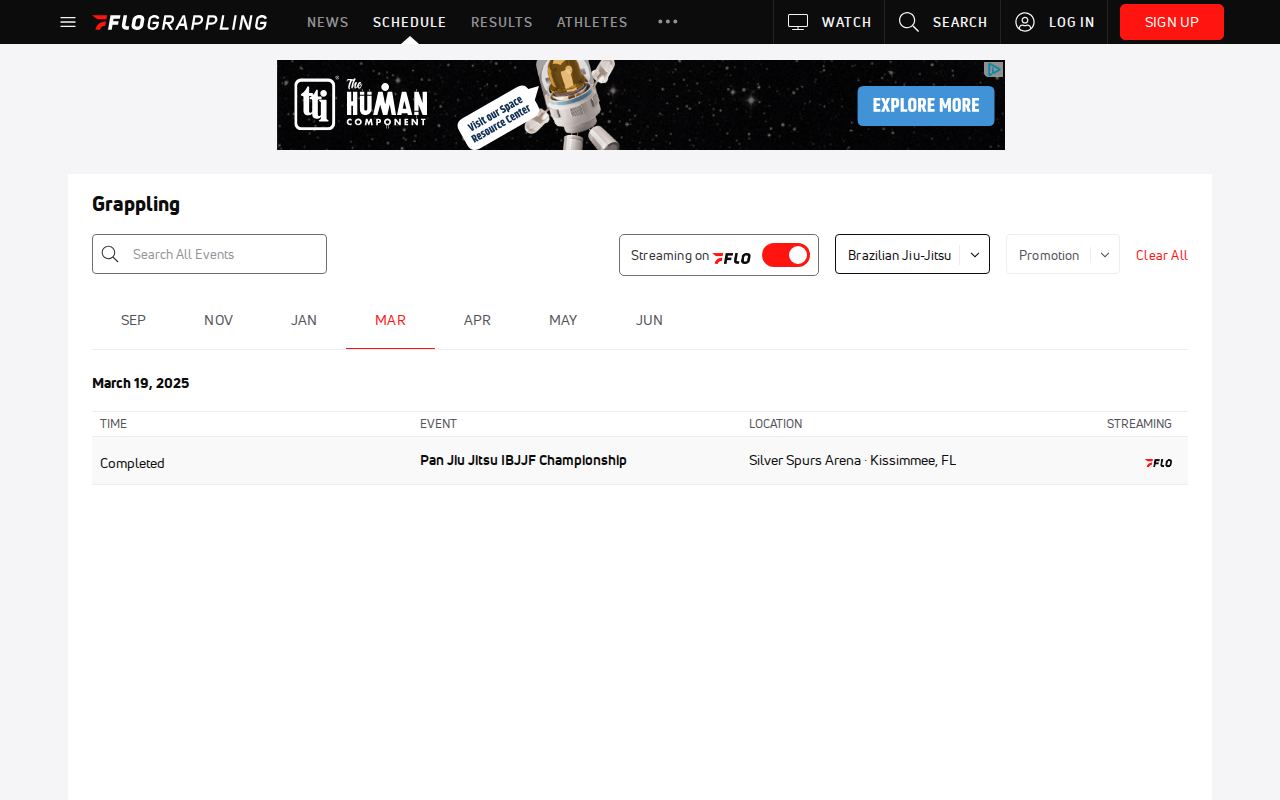 FLOGRAPPLING NEWS SCHEDULE RESULTS ATHLETES ••• WATCH SEARCH LOG IN SIGN UP
tti The HUMAN COMPONENT
Visit our Space Resource Center
EXPLORE MORE
Grappling
Search All Events Streaming on FLO Brazilian Jiu-Jitsu Promotion Clear All
SEP NOV JAN MAR APR MAY JUN
March 19, 2025
TIME EVENT LOCATION STREAMING
Completed Pan Jiu Jitsu IBJJF Championship Silver Spurs Arena · Kissimmee, FL FLO